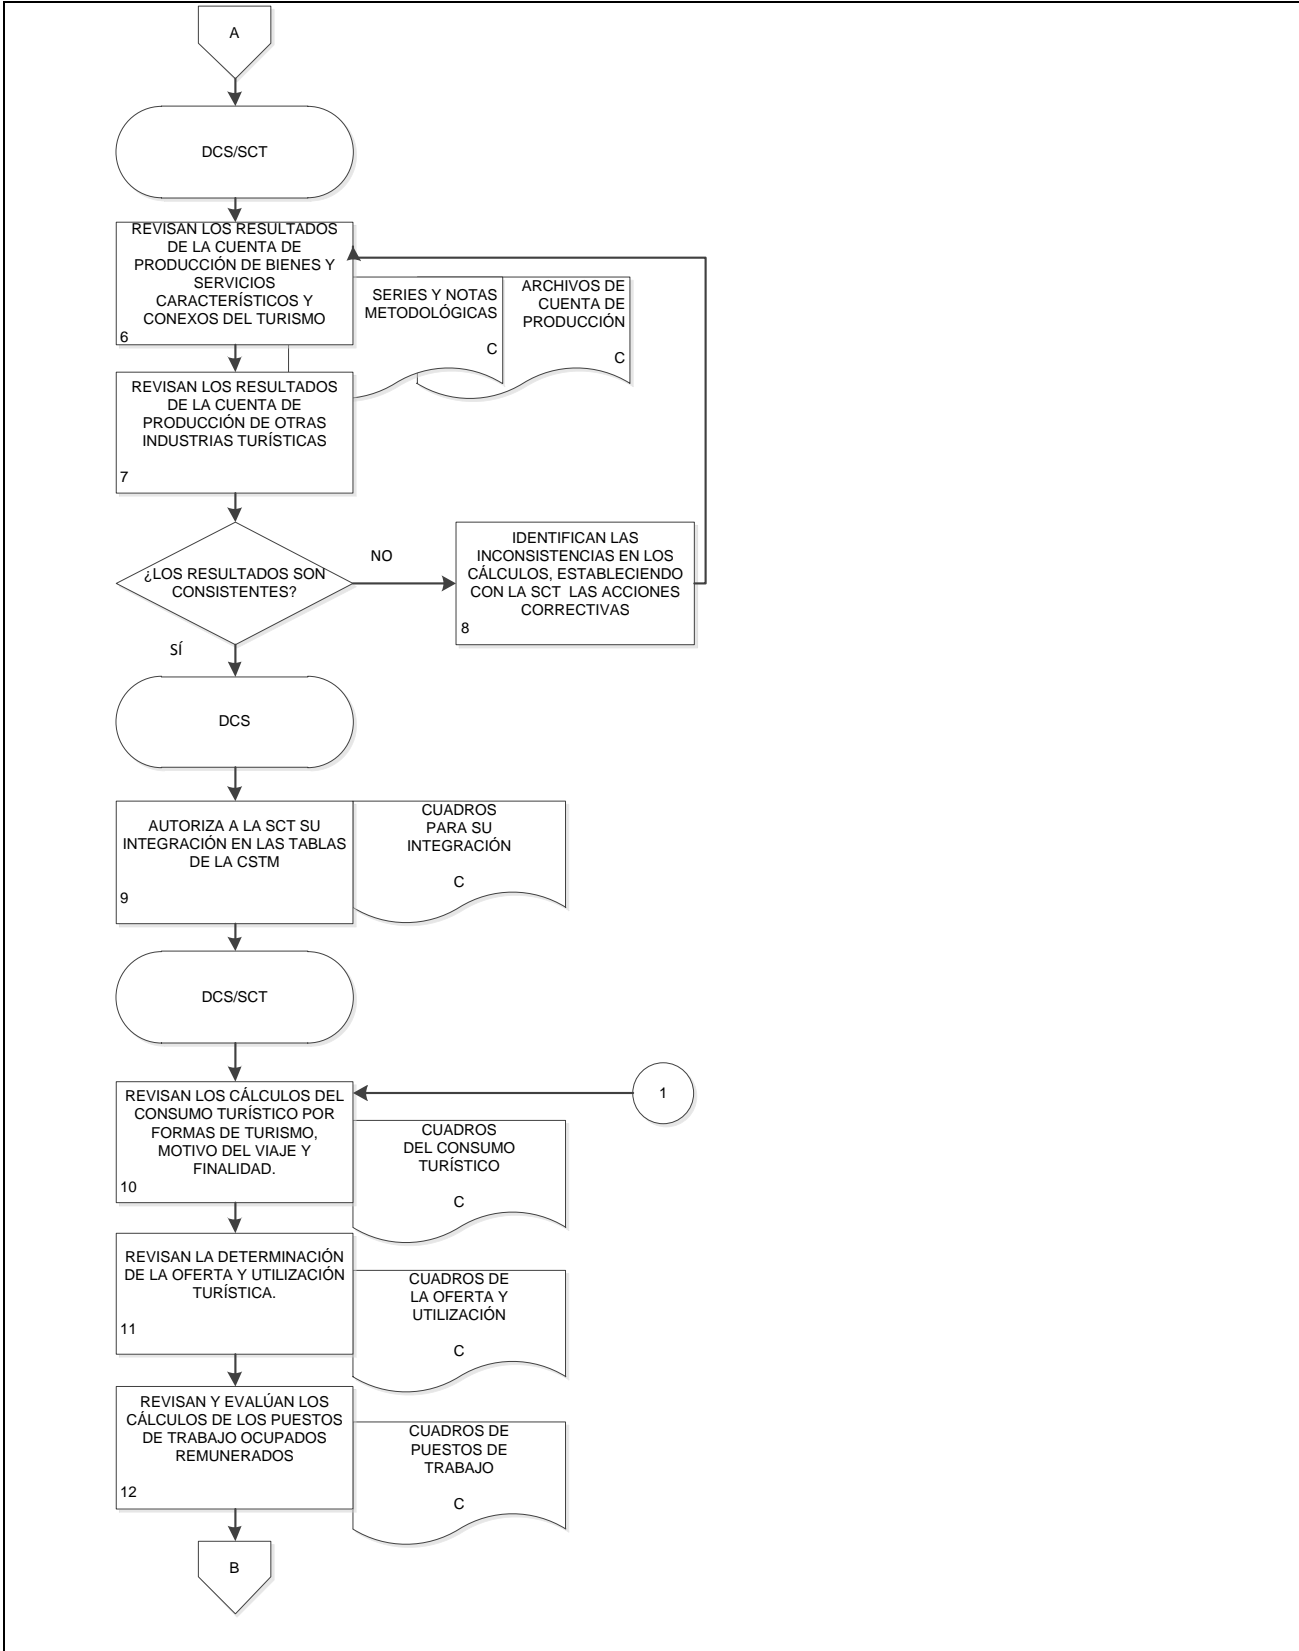 A
DCS/SCT
REVISAN LOS RESULTADOS
DE LA CUENTA DE
PRODUCCIÓN DE BIENES Y
SERVICIOS
CARACTERÍSTICOS Y
CONEXOS DEL TURISMO
6
SERIES Y NOTAS
METODOLÓGICAS
C
ARCHIVOS DE
CUENTA DE
PRODUCCIÓN
C
REVISAN LOS RESULTADOS
DE LA CUENTA DE
PRODUCCIÓN DE OTRAS
INDUSTRIAS TURÍSTICAS
7
¿LOS RESULTADOS SON
CONSISTENTES?
NO
IDENTIFICAN LAS
INCONSISTENCIAS EN LOS
CÁLCULOS, ESTABLECIENDO
CON LA SCT LAS ACCIONES
CORRECTIVAS
8
SÍ
DCS
AUTORIZA A LA SCT SU
INTEGRACIÓN EN LAS TABLAS
DE LA CSTM
9
CUADROS
PARA SU
INTEGRACIÓN
C
DCS/SCT
1
REVISAN LOS CÁLCULOS DEL
CONSUMO TURÍSTICO POR
FORMAS DE TURISMO,
MOTIVO DEL VIAJE Y
FINALIDAD.
10
CUADROS
DEL CONSUMO
TURÍSTICO
C
REVISAN LA DETERMINACIÓN
DE LA OFERTA Y UTILIZACIÓN
TURÍSTICA.
11
CUADROS DE
LA OFERTA Y
UTILIZACIÓN
C
REVISAN Y EVALÚAN LOS
CÁLCULOS DE LOS PUESTOS
DE TRABAJO OCUPADOS
REMUNERADOS
12
CUADROS DE
PUESTOS DE
TRABAJO
C
B